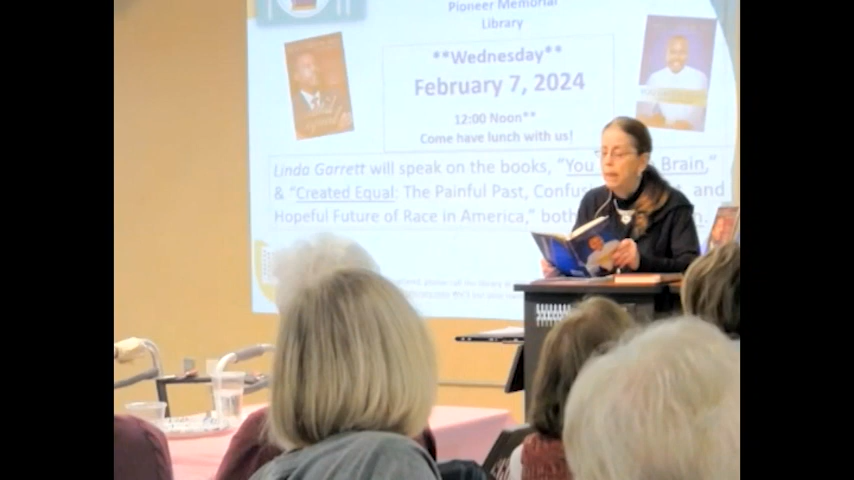 Pioneer Memorial
Library
**Wednesday**
February 7, 2024
12:00 Noon**
Come have lunch with us!
Linda Garrett will speak on the books, "You Brain,"
& "Created Equal: The Painful Past, and
Hopeful Future of Race in America," both